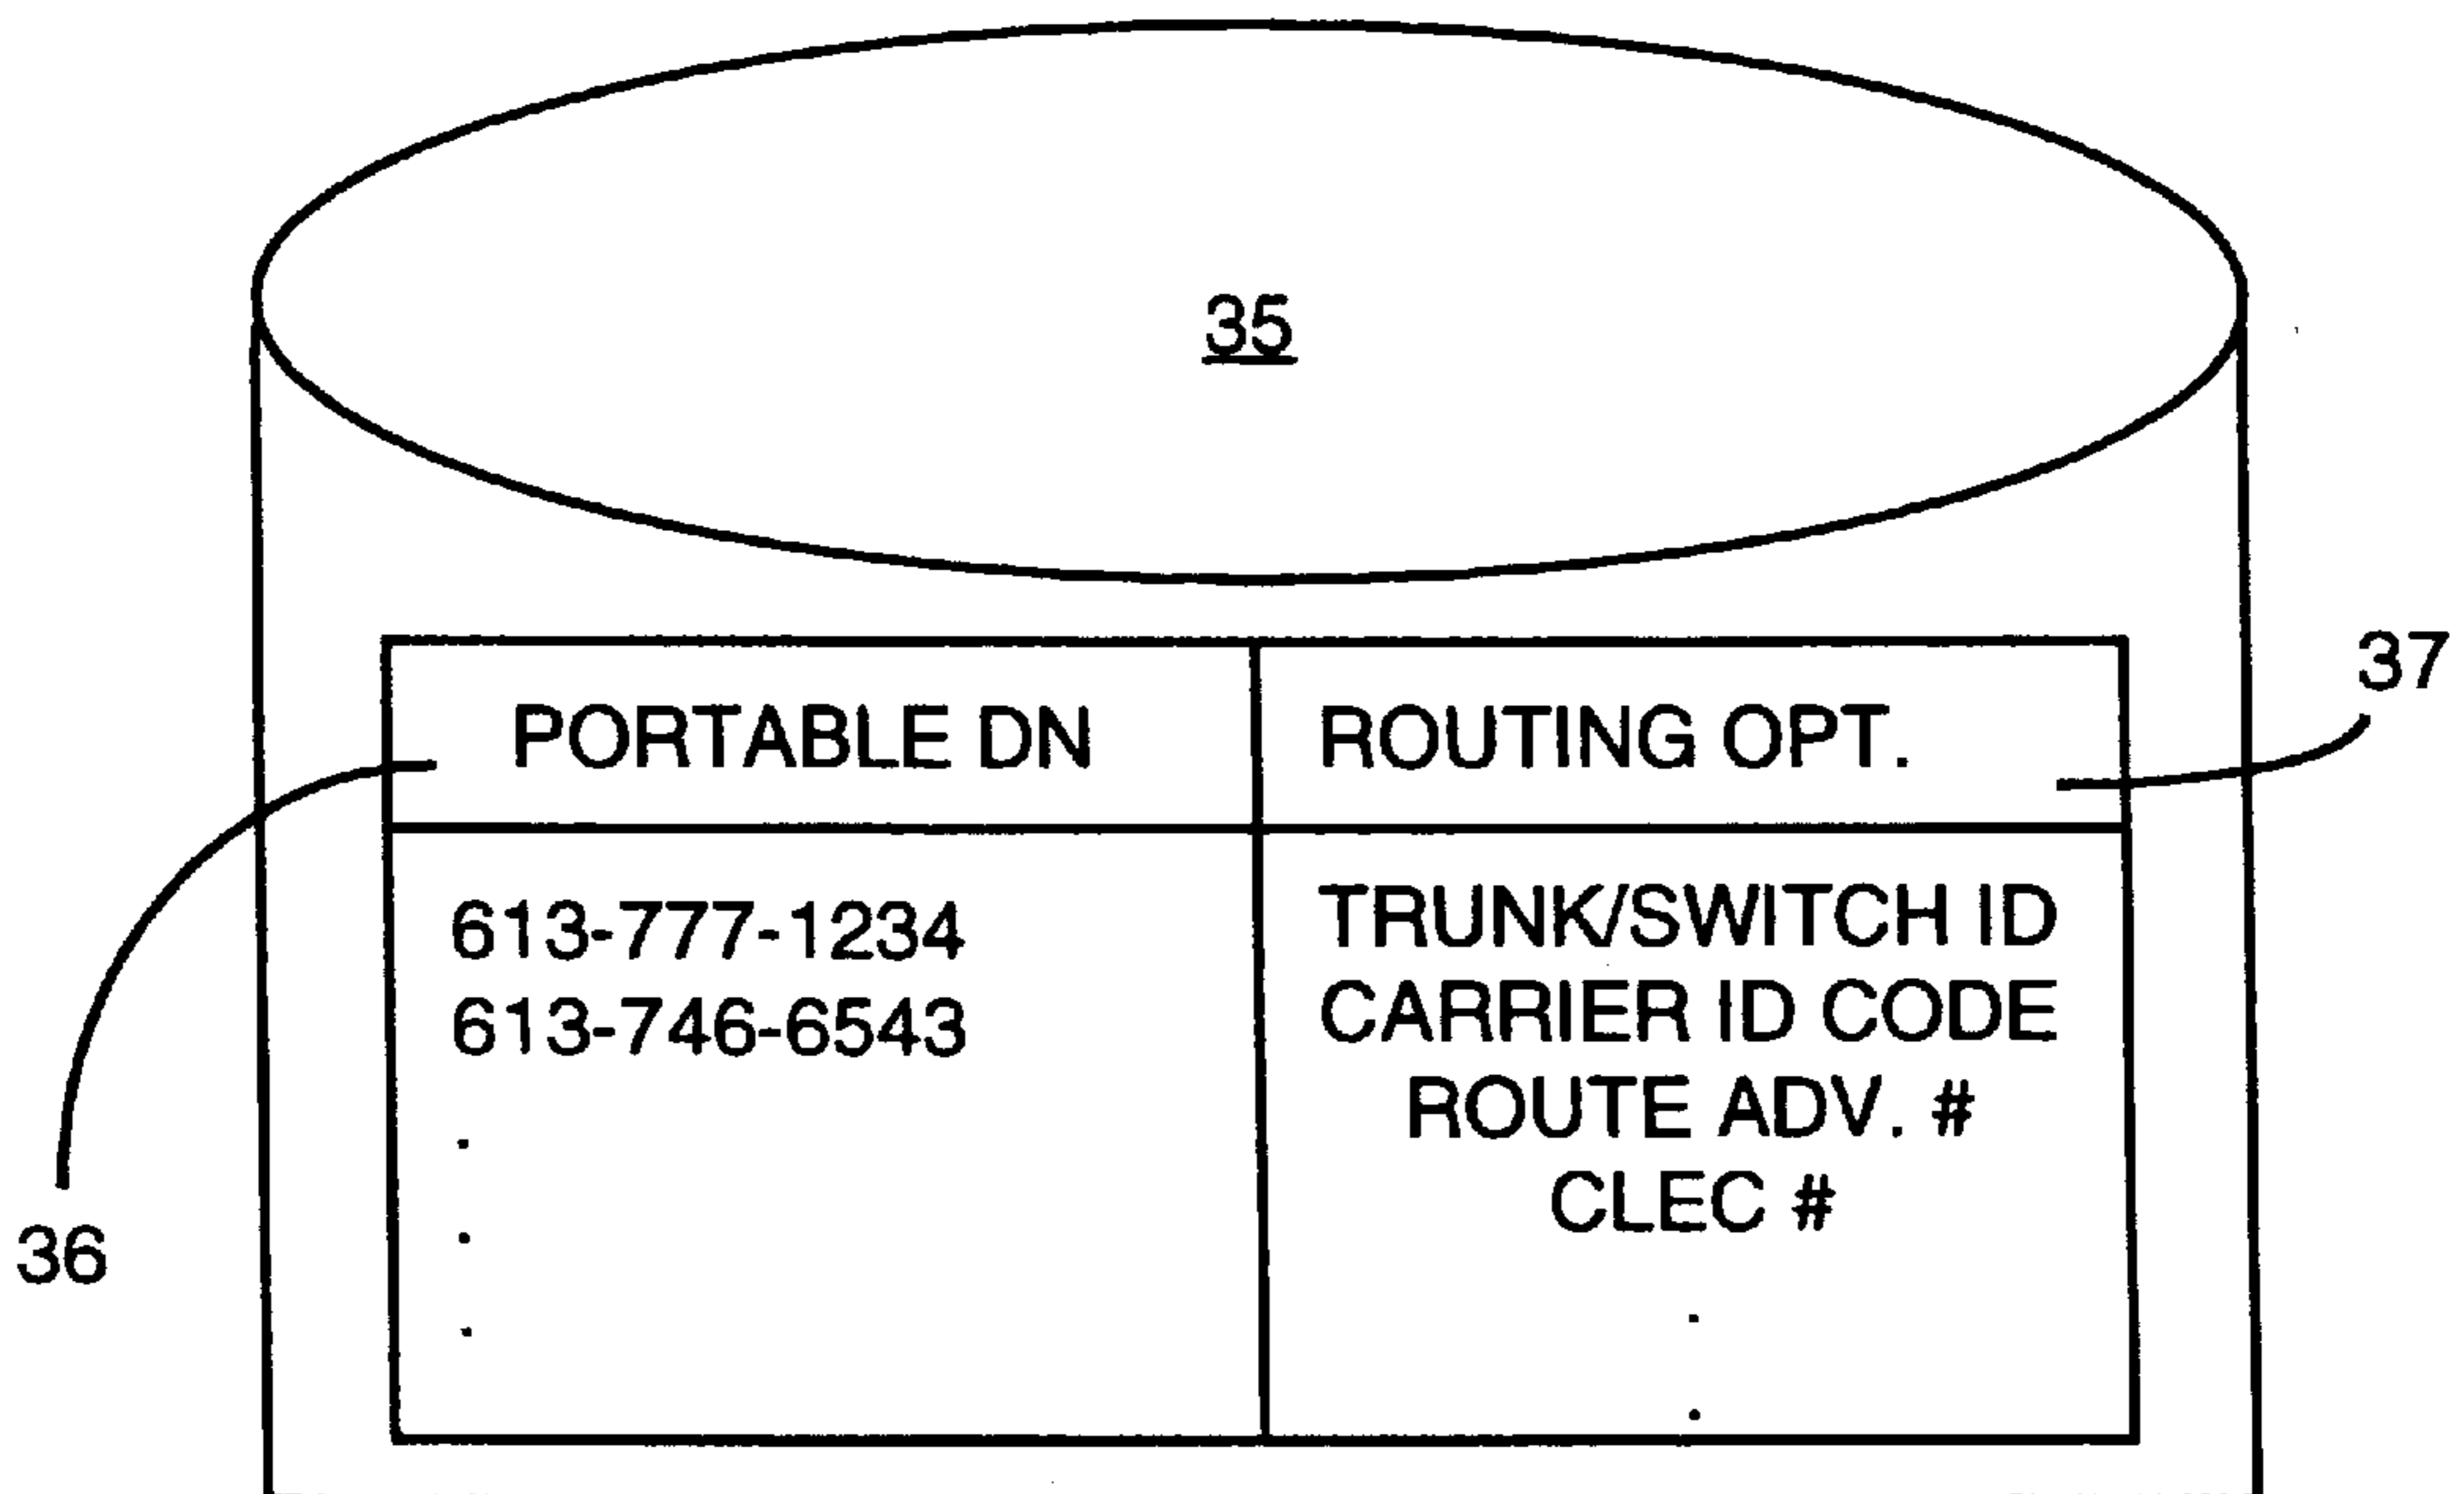 35
37
PORTABLE DN
ROUTING OPT.
613-777-1234
613-746-6543
.
.
.
TRUNK/SWITCH ID
CARRIER ID CODE
ROUTE ADV. #
CLEC #
.
.
36